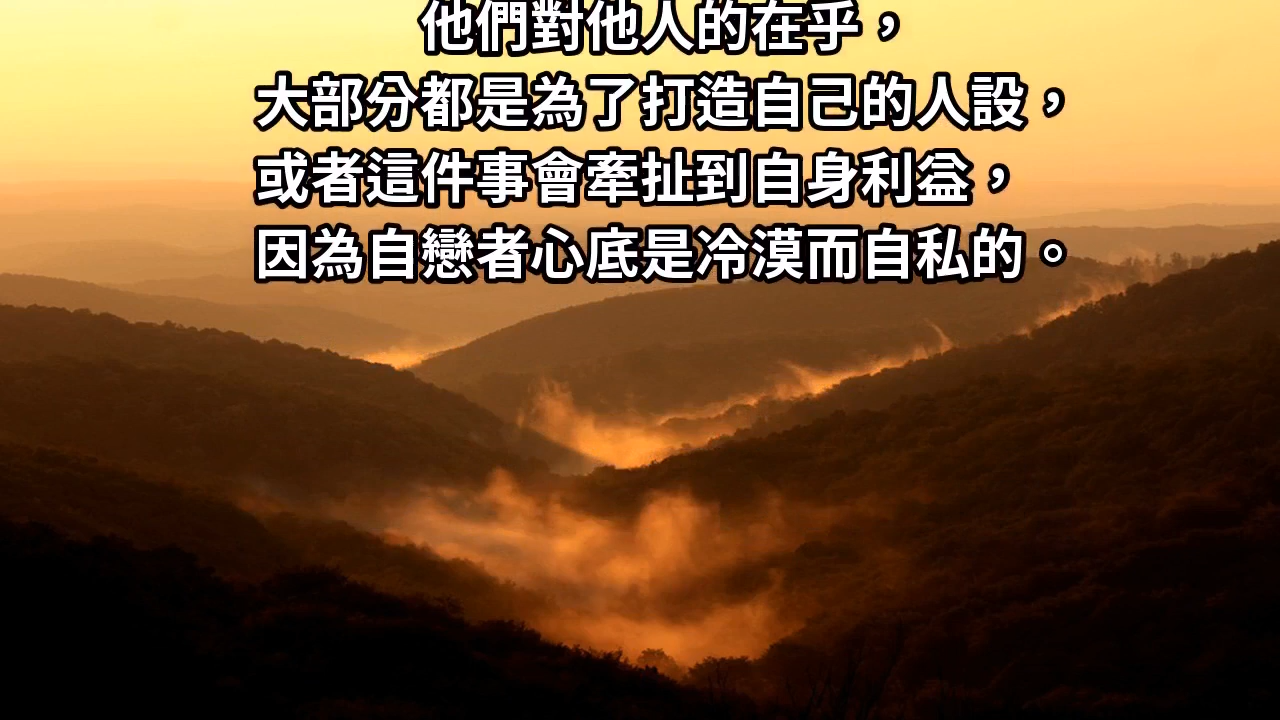 他們對他人的在乎，
大部分都是為了打造自己的人設，
或者這件事會牽扯到自身利益，
因為自戀者心底是冷漠而自私的。